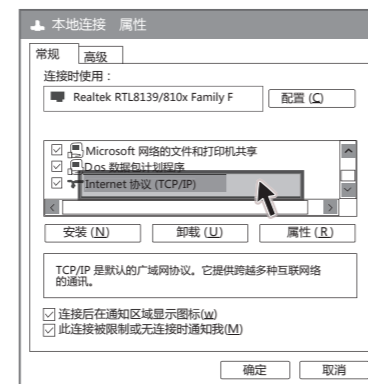 本地连接 属性
常规
高级
连接时使用：
Realtek RTL8139/810x Family F
配置 (C)
Microsoft 网络的文件和打印机共享
Dos 数据包计划程序
Internet 协议 (TCP/IP)
安装 (N)
卸载 (U)
属性 (R)
TCP/IP 是默认的广域网协议。它提供跨越多种互联网络
的通讯。
连接后在通知区域显示图标(w)
此连接被限制或无连接时通知我(M)
确定
取消